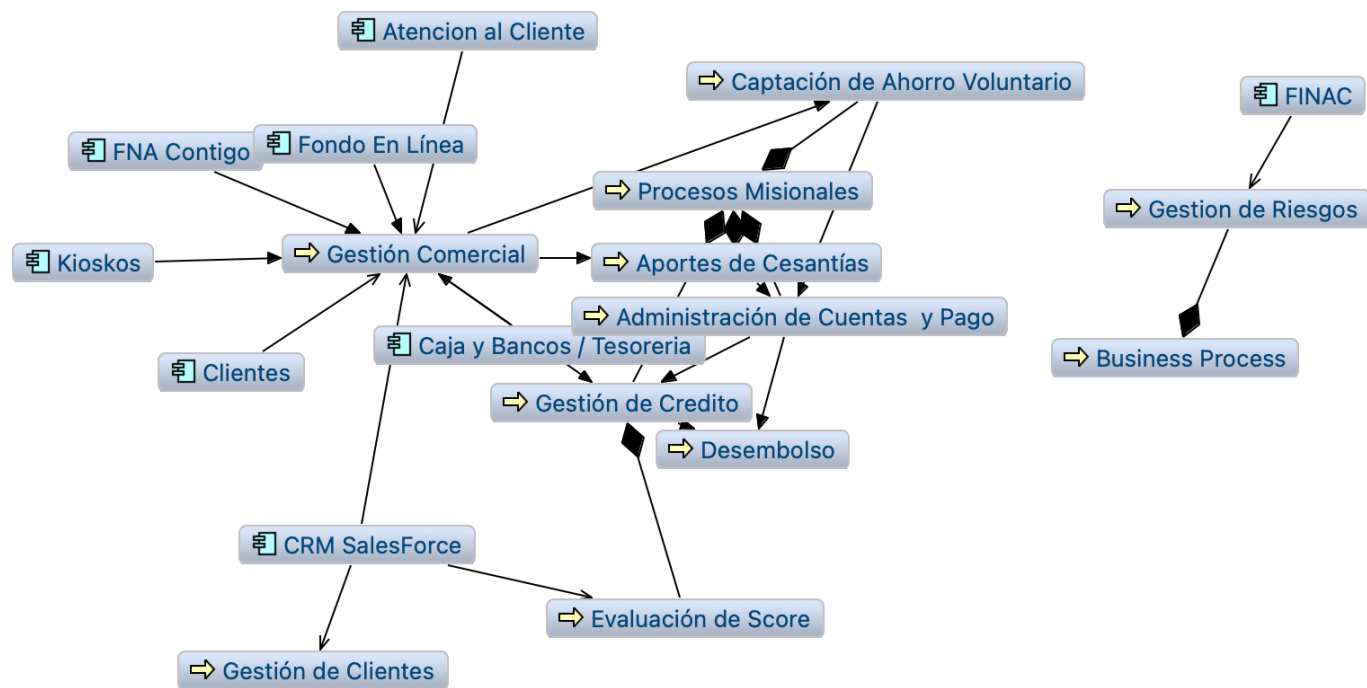 Atencion al Cliente
Captación de Ahorro Voluntario
FINAC
FNA Contigo
Fondo En Línea
Procesos Misionales
Gestion de Riesgos
Kioskos
Gestión Comercial
Aportes de Cesantías
Administración de Cuentas y Pago
Caja y Bancos / Tesoreria
Business Process
Clientes
Gestión de Credito
Desembolso
CRM SalesForce
Evaluación de Score
Gestión de Clientes